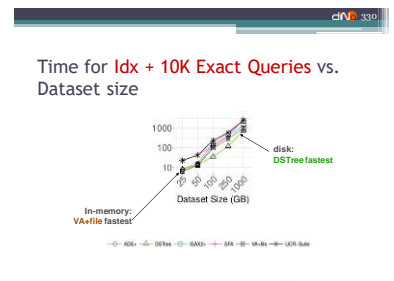 330
Time for Idx + 10K Exact Queries vs.
Dataset size
1000
100
10
25 50 100 250 1000
Dataset Size (GB)
disk:
DSTree fastest
In-memory:
VA+file fastest
ADS+ DSTree iSAX2+ SFA VA+file UCR-Suite